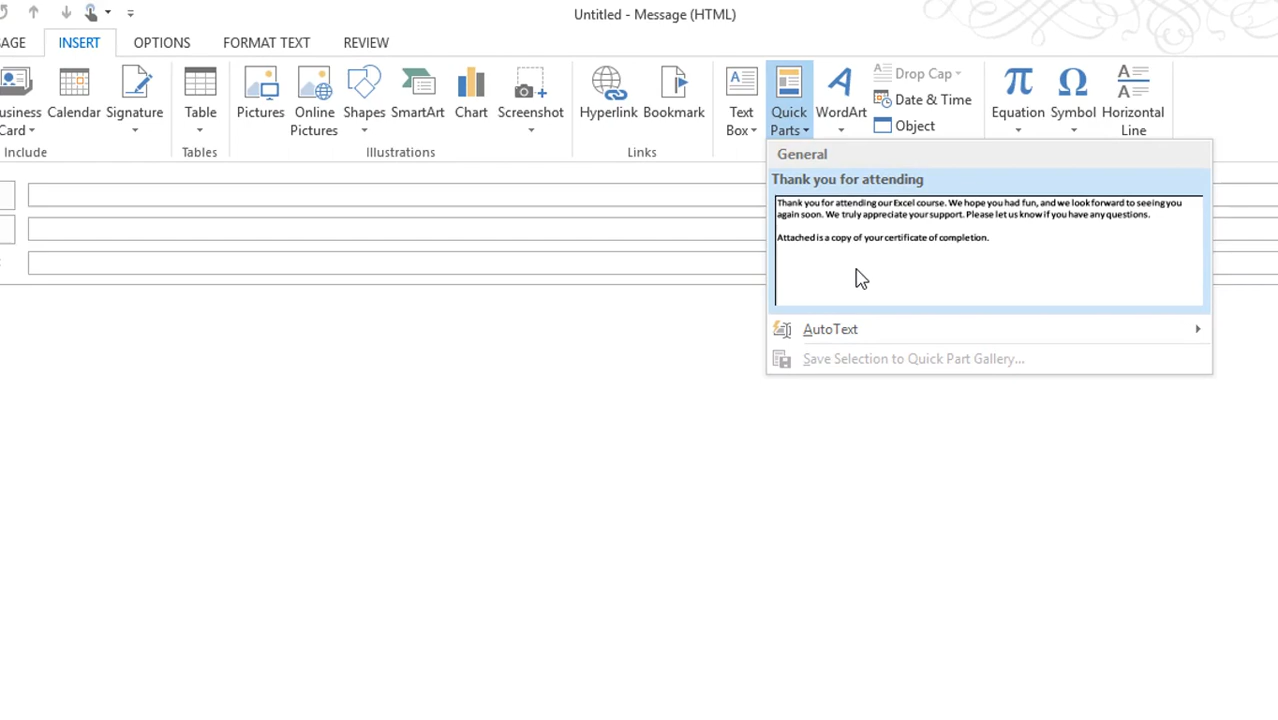 Untitled - Message (HTML)
SAGE INSERT OPTIONS FORMAT TEXT REVIEW
usiness Card
Calendar
Signature
Table
Pictures
Online Pictures
Shapes
SmartArt
Chart
Screenshot
Hyperlink
Bookmark
Text Box
Quick Parts
WordArt
Drop Cap
Date & Time
Object
Equation
Symbol
Horizontal Line
Include Tables Illustrations Links
General
Thank you for attending
Thank you for attending our Excel course. We hope you had fun, and we look forward to seeing you
again soon. We truly appreciate your support. Please let us know if you have any questions.
Attached is a copy of your certificate of completion.
AutoText
Save Selection to Quick Part Gallery...